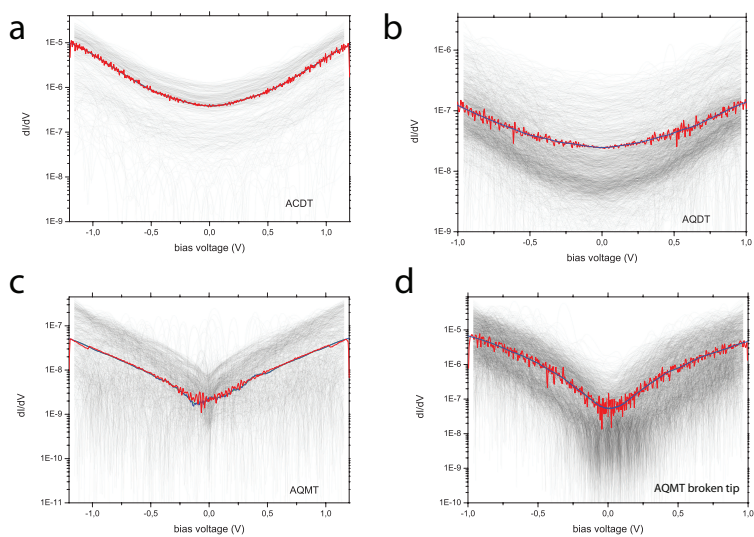 a
1E-5
1E-6
1E-7
1E-8
1E-9
dI/dV
ACDT
-1,0 -0,5 0,0 0,5 1,0
bias voltage (V)
b
1E-6
1E-7
1E-8
1E-9
dI/dV
AQDT
-1,0 -0,5 0,0 0,5 1,0
bias voltage (V)
c
1E-7
1E-8
1E-9
1E-10
1E-11
dI/dV
AQMT
-1,0 -0,5 0,0 0,5 1,0
bias voltage (V)
d
1E-5
1E-6
1E-7
1E-8
1E-9
1E-10
dI/dV
AQMT broken tip
-1,0 -0,5 0,0 0,5 1,0
bias voltage (V)